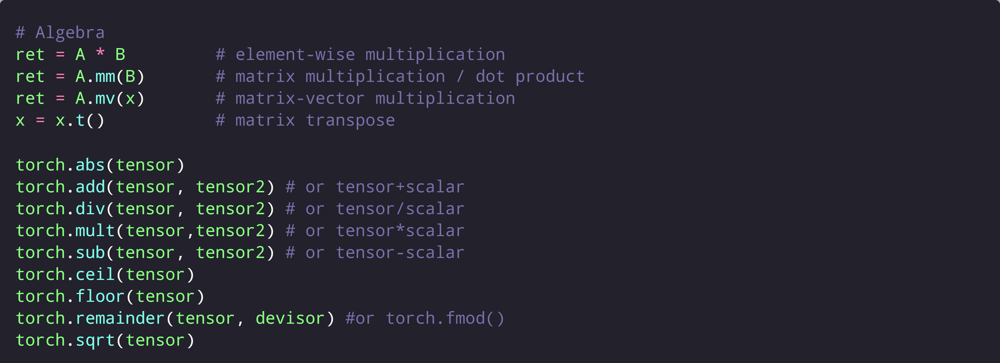 # Algebra
ret = A * B         # element-wise multiplication
ret = A.mm(B)       # matrix multiplication / dot product
ret = A.mv(x)       # matrix-vector multiplication
x = x.t()           # matrix transpose

torch.abs(tensor)
torch.add(tensor, tensor2) # or tensor+scalar
torch.div(tensor, tensor2) # or tensor/scalar
torch.mult(tensor,tensor2) # or tensor*scalar
torch.sub(tensor, tensor2) # or tensor-scalar
torch.ceil(tensor)
torch.floor(tensor)
torch.remainder(tensor, devisor) #or torch.fmod()
torch.sqrt(tensor)